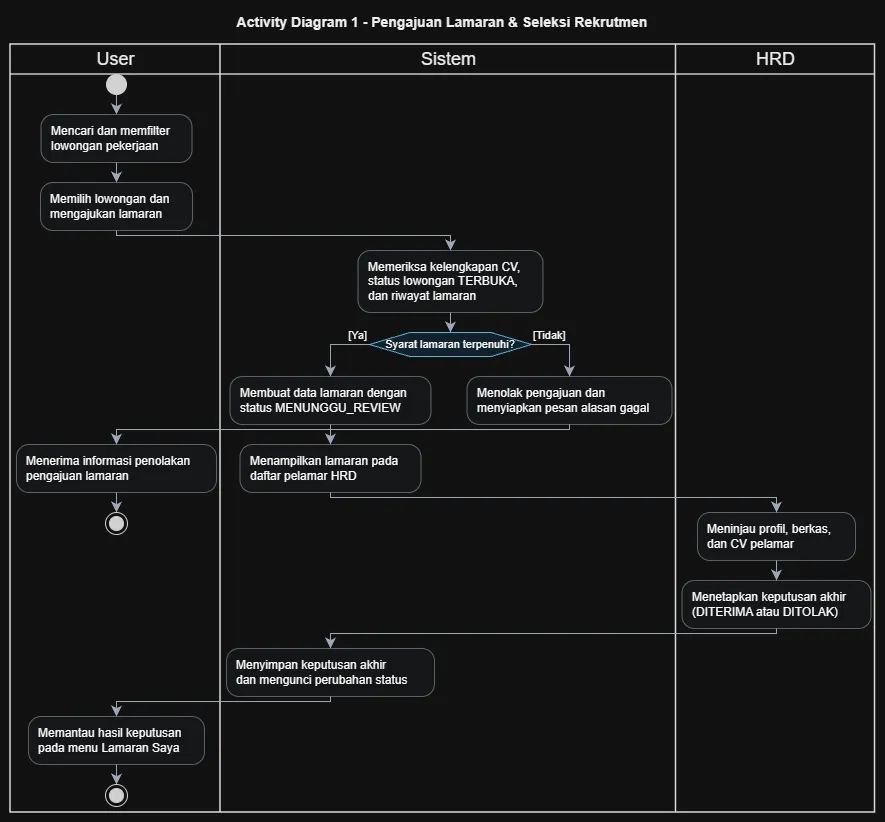 Activity Diagram 1 - Pengajuan Lamaran & Seleksi Rekrutmen
User
Sistem
HRD
Mencari dan memfilter
lowongan pekerjaan
Memilih lowongan dan
mengajukan lamaran
Memeriksa kelengkapan CV,
status lowongan TERBUKA,
dan riwayat lamaran
[Ya]
Syarat lamaran terpenuhi?
[Tidak]
Membuat data lamaran dengan
status MENUNGGU_REVIEW
Menolak pengajuan dan
menyiapkan pesan alasan gagal
Menerima informasi penolakan
pengajuan lamaran
Menampilkan lamaran pada
daftar pelamar HRD
Meninjau profil, berkas,
dan CV pelamar
Menetapkan keputusan akhir
(DITERIMA atau DITOLAK)
Menyimpan keputusan akhir
dan mengunci perubahan status
Memantau hasil keputusan
pada menu Lamaran Saya